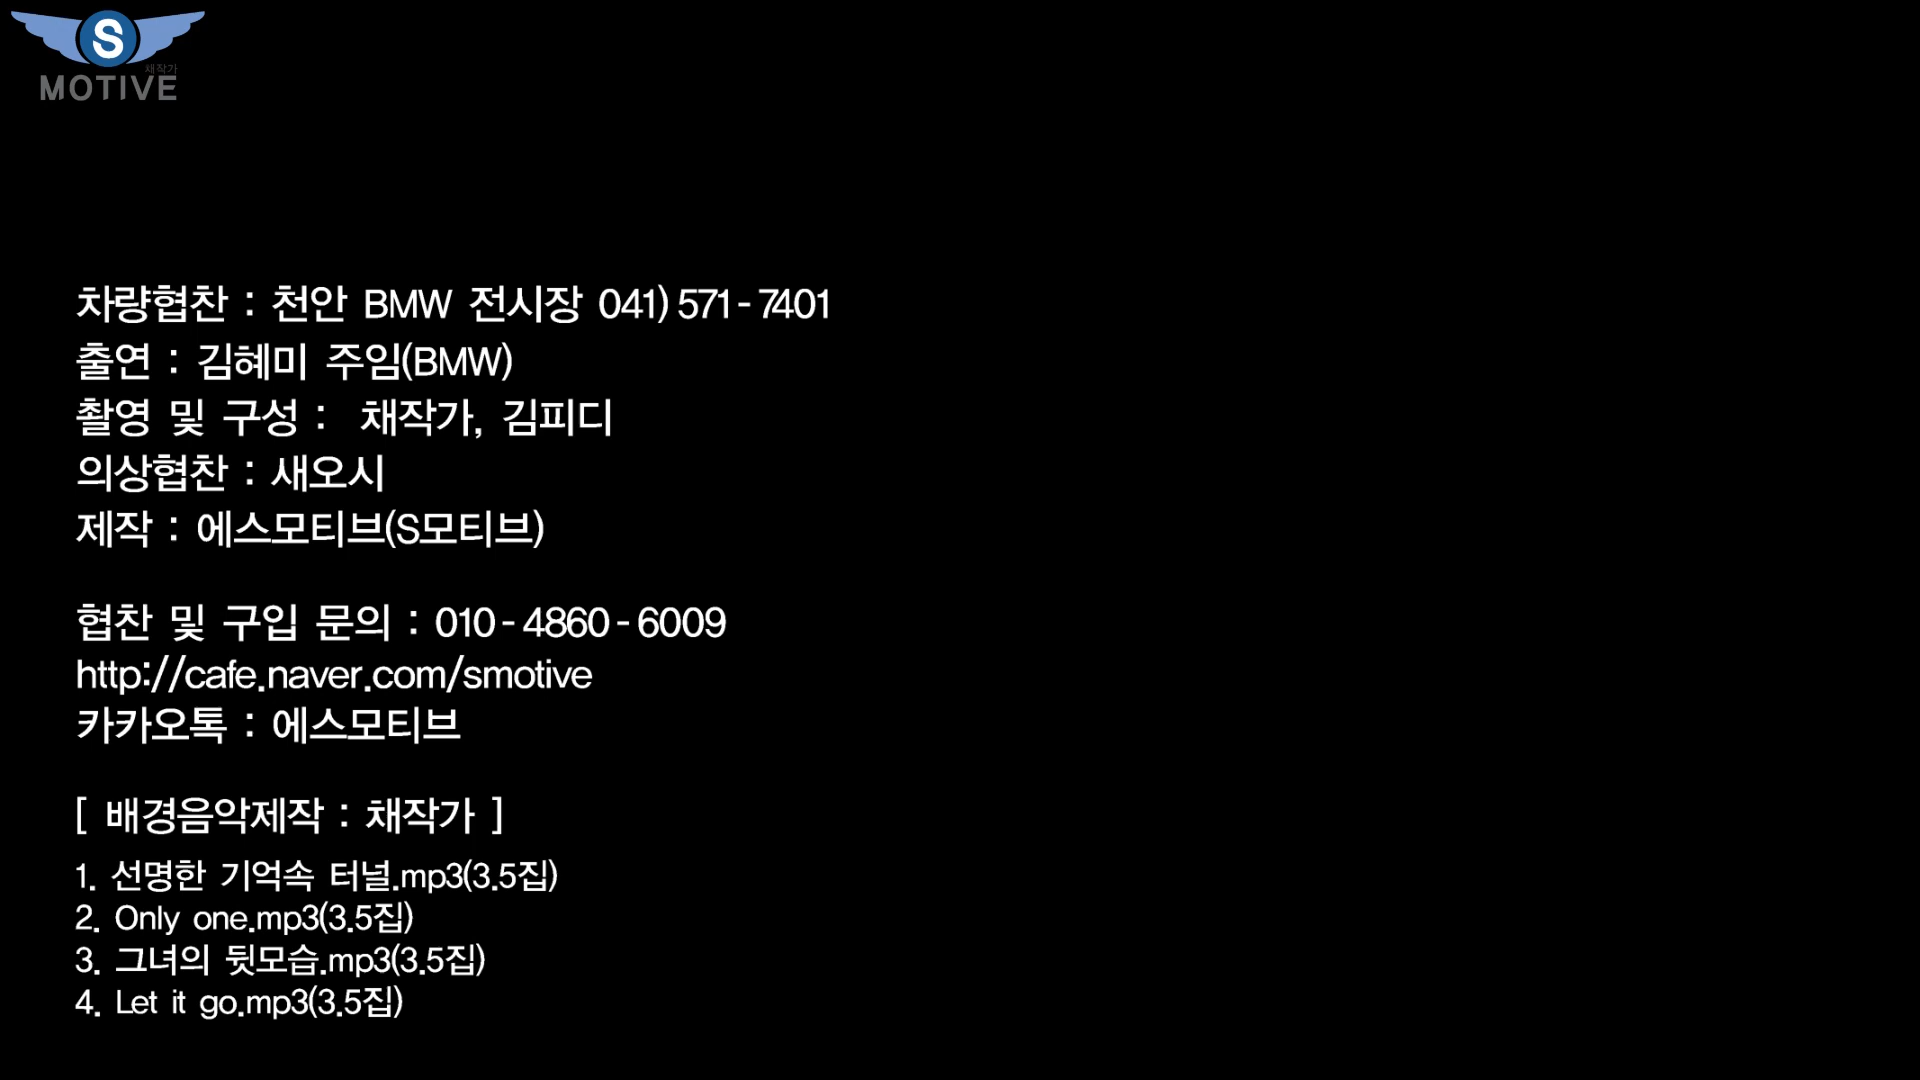 S
채작가
MOTIVE
차량협찬 : 천안 BMW 전시장 041) 571 - 7401
출연 : 김혜미 주임(BMW)
촬영 및 구성 : 채작가, 김피디
의상협찬 : 새오시
제작 : 에스모티브(S모티브)
협찬 및 구입 문의 : 010 - 4860 - 6009
http://cafe.naver.com/smotive
카카오톡 : 에스모티브
[ 배경음악제작 : 채작가 ]
1. 선명한 기억속 터널.mp3(3.5집)
2. Only one.mp3(3.5집)
3. 그녀의 뒷모습.mp3(3.5집)
4. Let it go.mp3(3.5집)